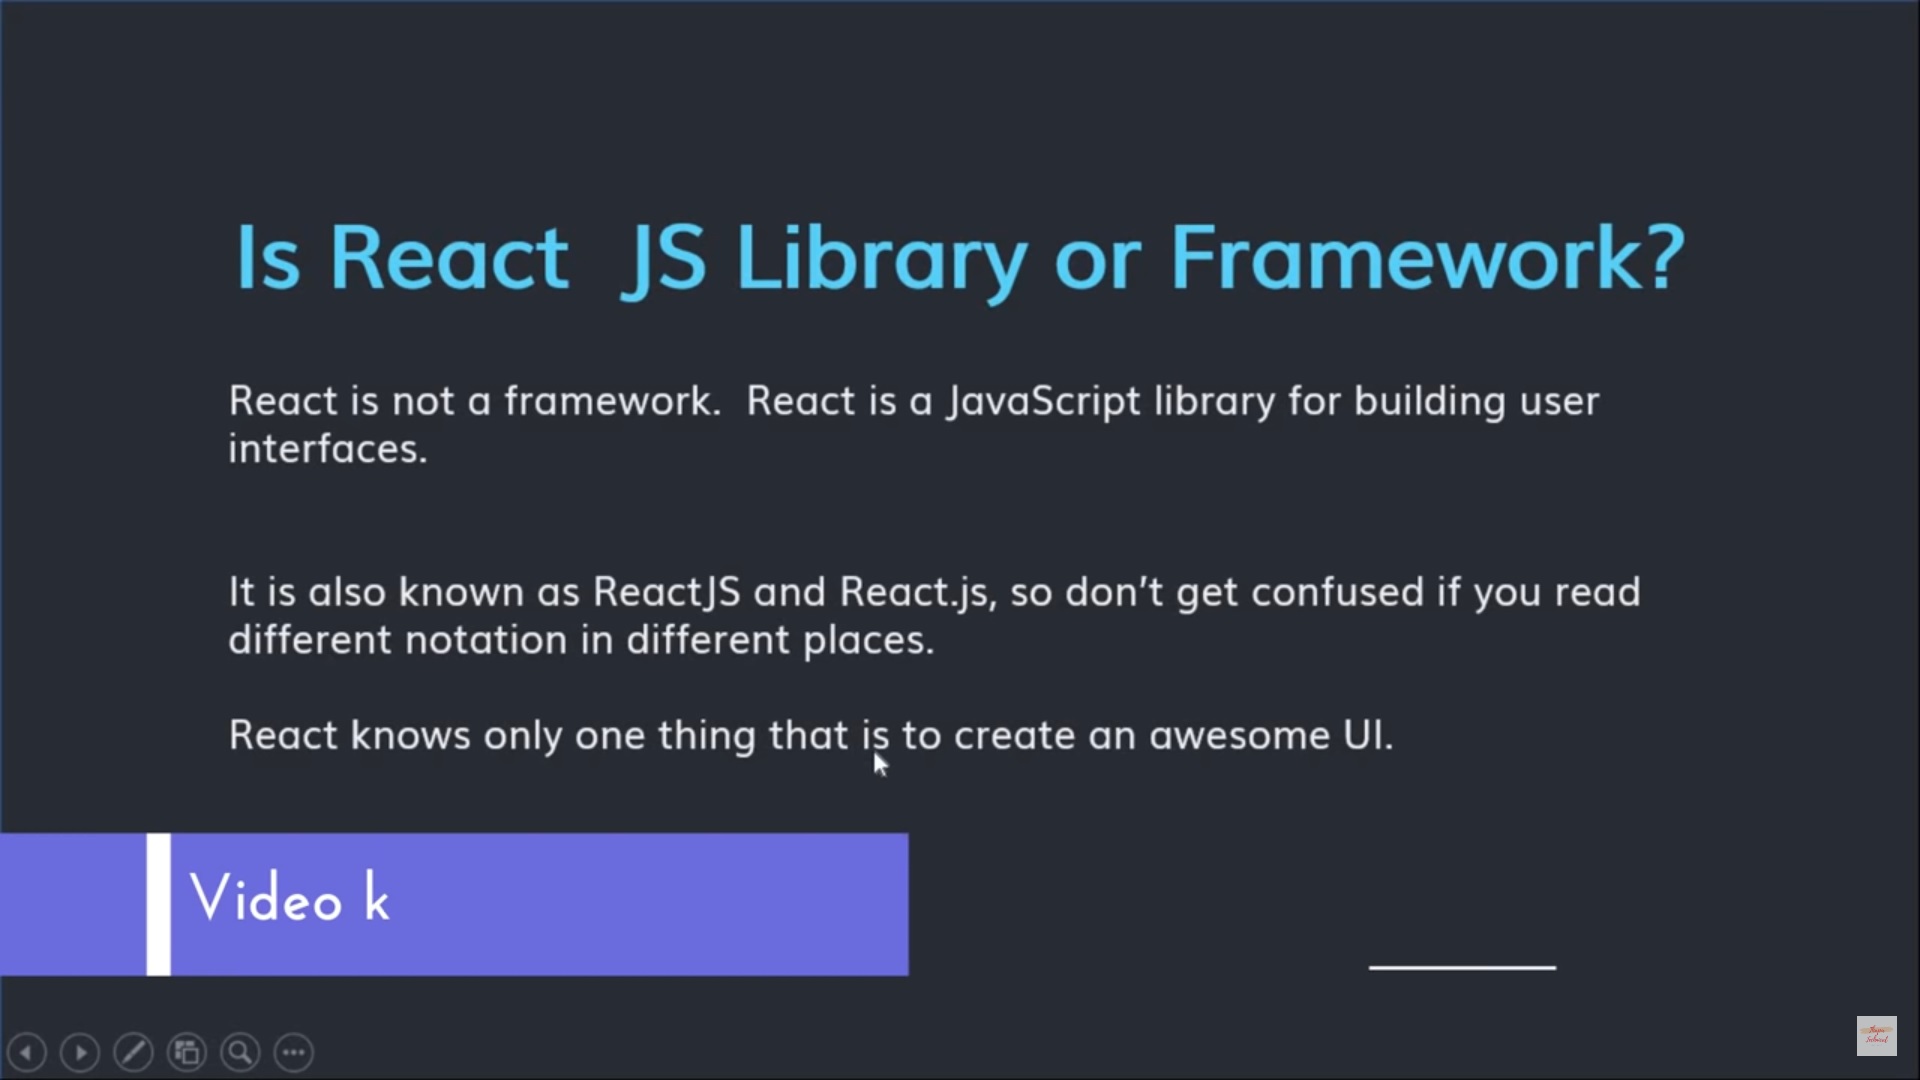 Is React JS Library or Framework?
React is not a framework. React is a JavaScript library for building user
interfaces.
It is also known as ReactJS and React.js, so don’t get confused if you read
different notation in different places.
React knows only one thing that is to create an awesome UI.
Video k